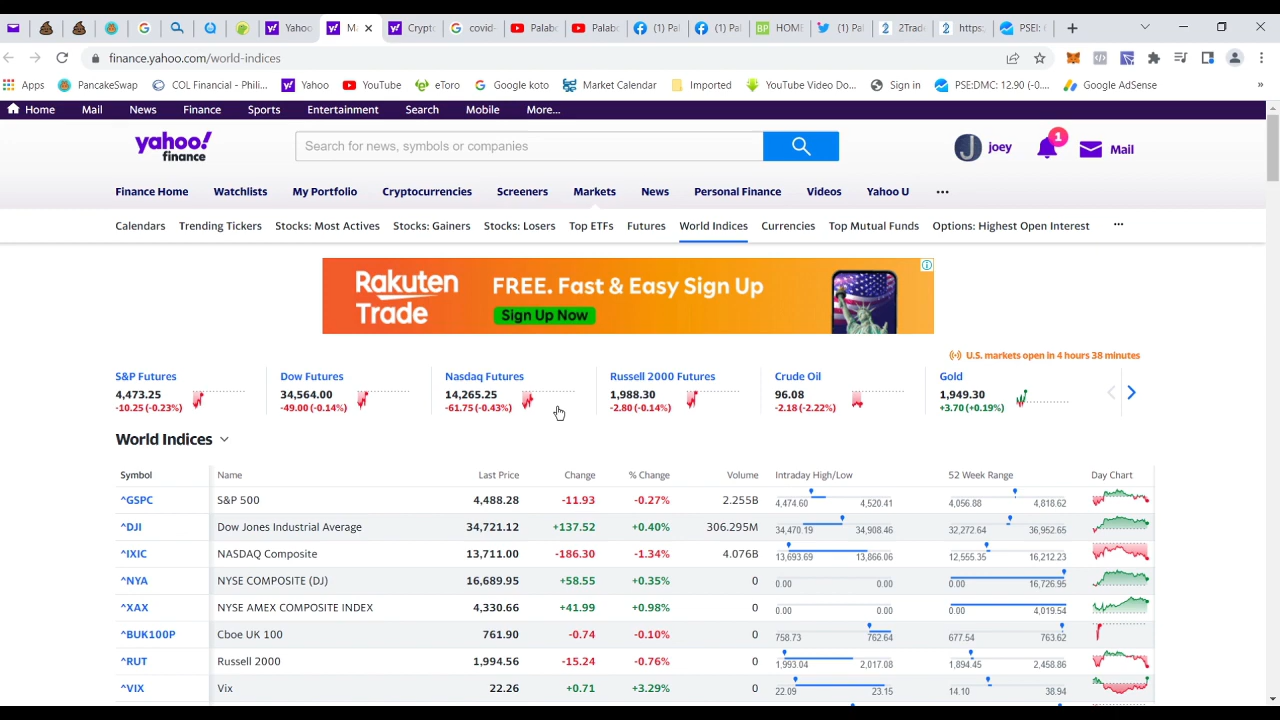 Yahoo
Ma
Crypto
covid-
Palab
Palab
(1) Pal
(1) Pal
HOME
(1) Pa
2Trade
https:
PSEI:
finance.yahoo.com/world-indices
Apps PancakeSwap COL Financial - Phili... Yahoo YouTube eToro Google koto Market Calendar Imported YouTube Video Do... Sign in PSE:DMC: 12.90 (-0.... Google AdSense »
Home Mail News Finance Sports Entertainment Search Mobile More...
yahoo!
finance
Search for news, symbols or companies
joey
1
Mail
Finance Home Watchlists My Portfolio Cryptocurrencies Screeners Markets News Personal Finance Videos Yahoo U ...
Calendars Trending Tickers Stocks: Most Actives Stocks: Gainers Stocks: Losers Top ETFs Futures World Indices Currencies Top Mutual Funds Options: Highest Open Interest ...
Rakuten
Trade
FREE. Fast & Easy Sign Up
Sign Up Now
U.S. markets open in 4 hours 38 minutes
S&P Futures Dow Futures Nasdaq Futures Russell 2000 Futures Crude Oil Gold
4,473.25 34,564.00 14,265.25 1,988.30 96.08 1,949.30
-10.25 (-0.23%) -49.00 (-0.14%) -61.75 (-0.43%) -2.80 (-0.14%) -2.18 (-2.22%) +3.70 (+0.19%)
World Indices
Symbol Name Last Price Change % Change Volume Intraday High/Low 52 Week Range Day Chart
^GSPC S&P 500 4,488.28 -11.93 -0.27% 2.255B 4,474.60 4,520.41 4,056.88 4,818.62
^DJI Dow Jones Industrial Average 34,721.12 +137.52 +0.40% 306.295M 34,470.19 34,908.46 32,272.64 36,952.65
^IXIC NASDAQ Composite 13,711.00 -186.30 -1.34% 4.076B 13,693.69 13,866.06 12,555.35 16,212.23
^NYA NYSE COMPOSITE (DJ) 16,689.95 +58.55 +0.35% 0 0.00 0.00 0.00 16,726.95
^XAX NYSE AMEX COMPOSITE INDEX 4,330.66 +41.99 +0.98% 0 0.00 0.00 0.00 4,019.54
^BUK100P Cboe UK 100 761.90 -0.74 -0.10% 0 758.73 762.64 677.54 763.62
^RUT Russell 2000 1,994.56 -15.24 -0.76% 0 1,993.04 2,017.08 1,894.45 2,458.86
^VIX Vix 22.26 +0.71 +3.29% 0 22.09 23.15 14.10 38.94